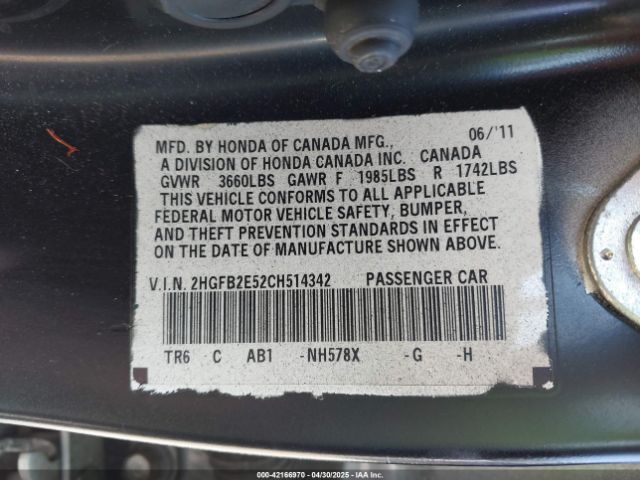 MFD. BY HONDA OF CANADA MFG., 06/'11
A DIVISION OF HONDA CANADA INC. CANADA
GVWR 3660LBS GAWR F 1985LBS R 1742LBS
THIS VEHICLE CONFORMS TO ALL APPLICABLE
FEDERAL MOTOR VEHICLE SAFETY, BUMPER,
AND THEFT PREVENTION STANDARDS IN EFFECT
ON THE DATE OF MANUFACTURE SHOWN ABOVE.
V.I.N. 2HGFB2E52CH514342 PASSENGER CAR
TR6 C AB1 -NH578X -G -H
000-42166970 - 04/30/2025 - IAA Inc.